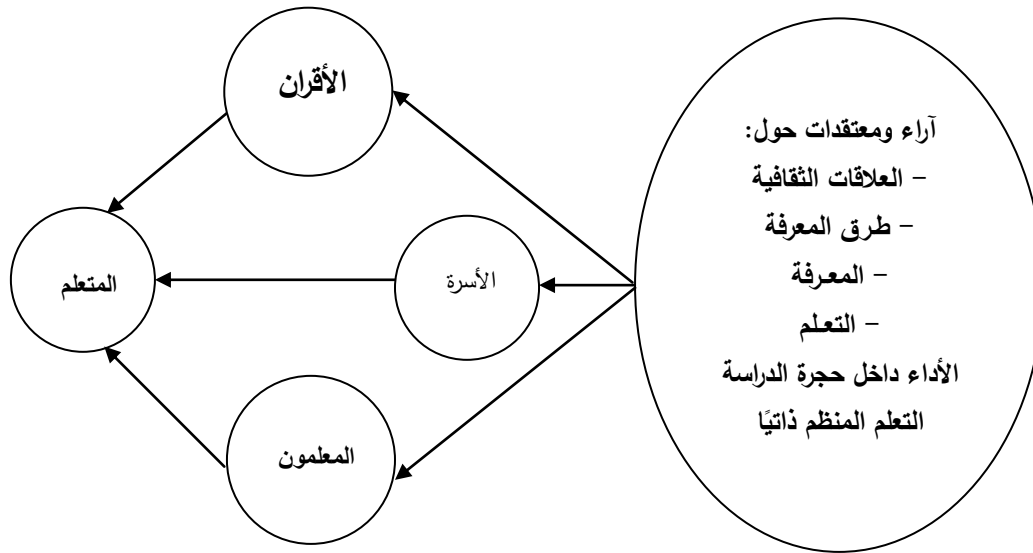 الأقران
آراء ومعتقدات حول:
– العلاقات الثقافية
– طرق المعرفة
– المعرفة
– التعلم
الأداء داخل حجرة الدراسة
التعلم المنظم ذاتيًا
الأسرة
المتعلم
المعلمون